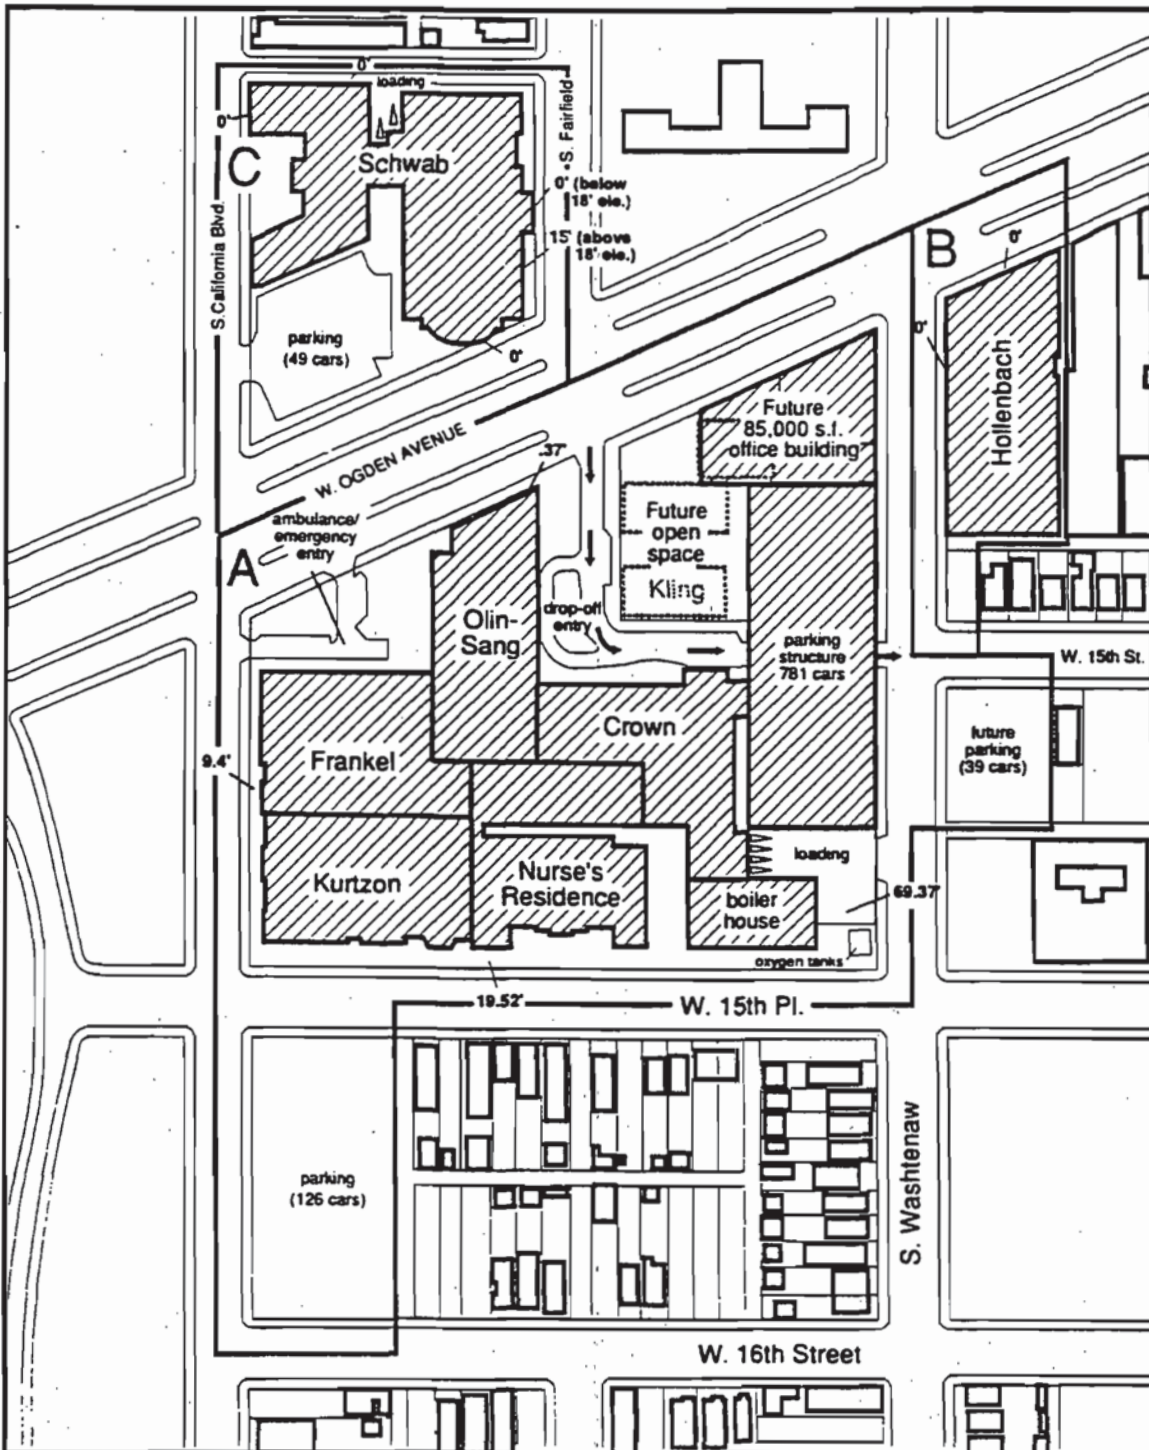 0'
loading
0'
C
Schwab
S. Fairfield
S. California Blvd.
0' (below
18' ele.)
15' (above
18' ele.)
parking
(49 cars)
0'
B
0'
0'
Hollenbach
W. OGDEN AVENUE
.37'
Future
85,000 s.f.
office building
ambulance/
emergency
entry
A
Future
open
space
Kling
Olin-
Sang
drop-off
entry
parking
structure
781 cars
W. 15th St.
Crown
Frankel
9.4'
future
parking
(39 cars)
loading
Kurtzon
Nurse's
Residence
boiler
house
69.37'
oxygen tanks
19.52'
W. 15th Pl.
parking
(126 cars)
S. Washtenaw
W. 16th Street